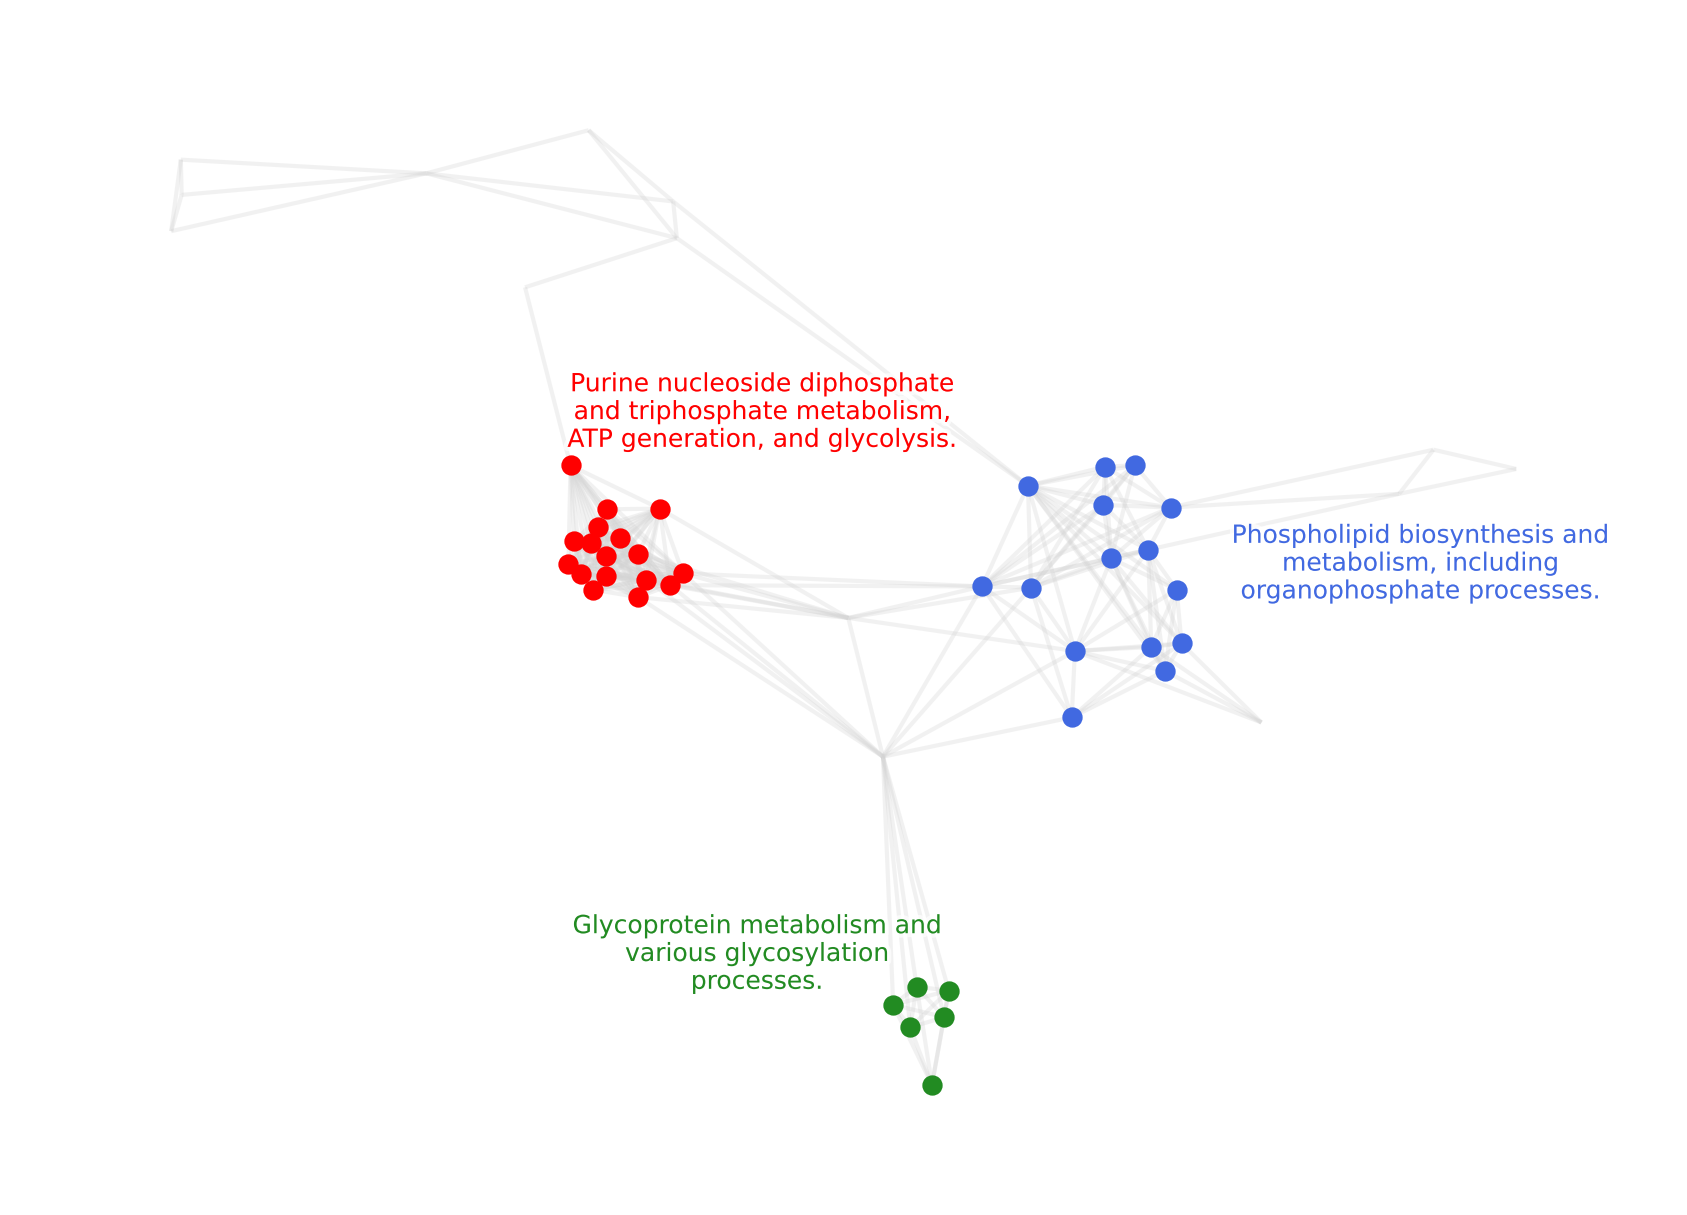 Purine nucleoside diphosphate
and triphosphate metabolism,
ATP generation, and glycolysis.
Phospholipid biosynthesis and
metabolism, including
organophosphate processes.
Glycoprotein metabolism and
various glycosylation
processes.